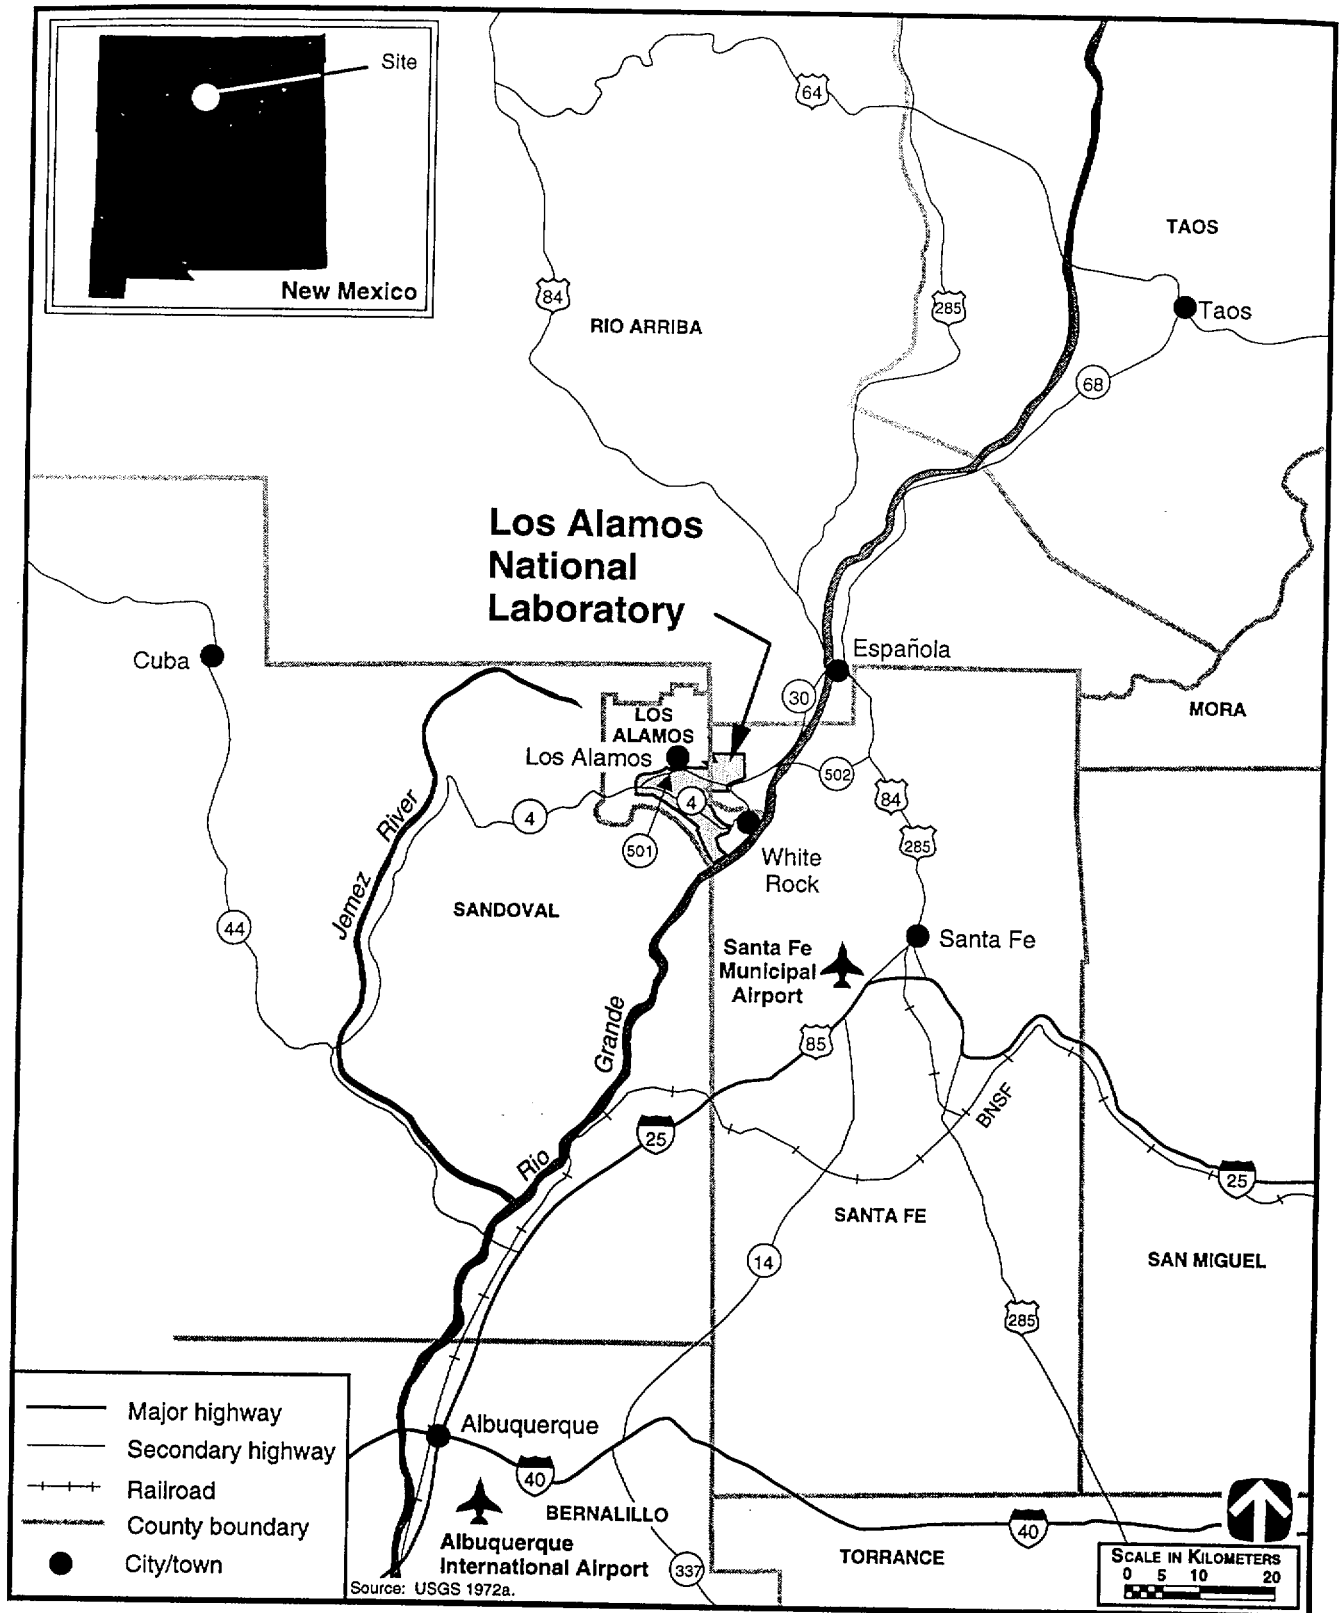 Site
New Mexico
64
TAOS
84
285
Taos
RIO ARRIBA
68
Los Alamos
National
Laboratory
Cuba
Española
30
MORA
LOS
ALAMOS
Los Alamos
502
4
4
84
River
501
285
White
Rock
Jemez
SANDOVAL
44
Santa Fe
Santa Fe
Municipal
Airport
Grande
85
BNSF
25
Rio
25
SANTA FE
14
SAN MIGUEL
285
Major highway
Secondary highway
Railroad
County boundary
City/town
Albuquerque
40
BERNALILLO
Albuquerque
International Airport
Source: USGS 1972a.
337
40
TORRANCE
SCALE IN KILOMETERS
0 5 10 20